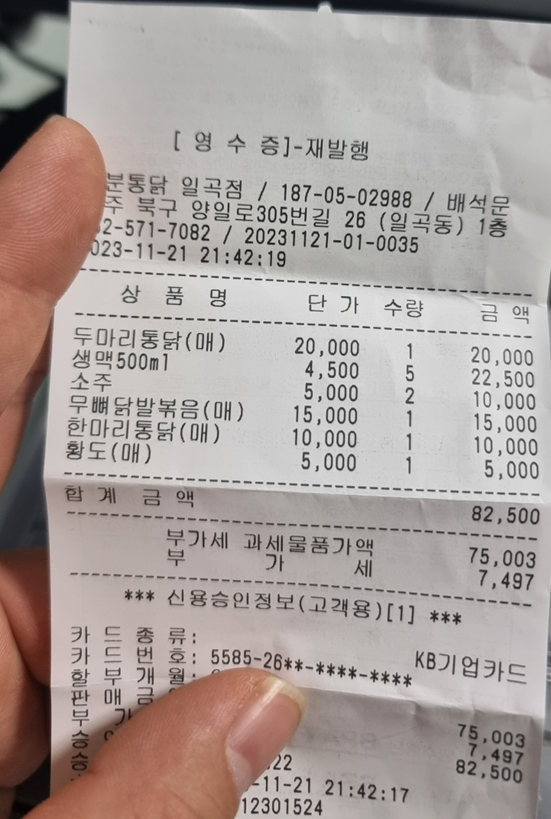 [ 영 수 증]-재발행
분통닭 일곡점 / 187-05-02988 / 배석문
주 북구 양일로305번길 26 (일곡동) 1층
2-571-7082 / 20231121-01-0035
023-11-21 21:42:19
상 품 명 단 가 수량 금 액
두마리통닭(매) 20,000 1 20,000
생맥500ml 4,500 5 22,500
소주 5,000 2 10,000
무뼈닭발볶음(매) 15,000 1 15,000
한마리통닭(매) 10,000 1 10,000
황도(매) 5,000 1 5,000
합 계 금 액 82,500
부가세 과세물품가액 75,003
부 가 세 7,497
*** 신용승인정보(고객용)[1] ***
카 드 종 류: KB기업카드
카 드 번 호: 5585-26**-****-****
할 부 개 월:
판 매 금 75,003
부 가 7,497
승 82,500
승 22
-11-21 21:42:17
12301524